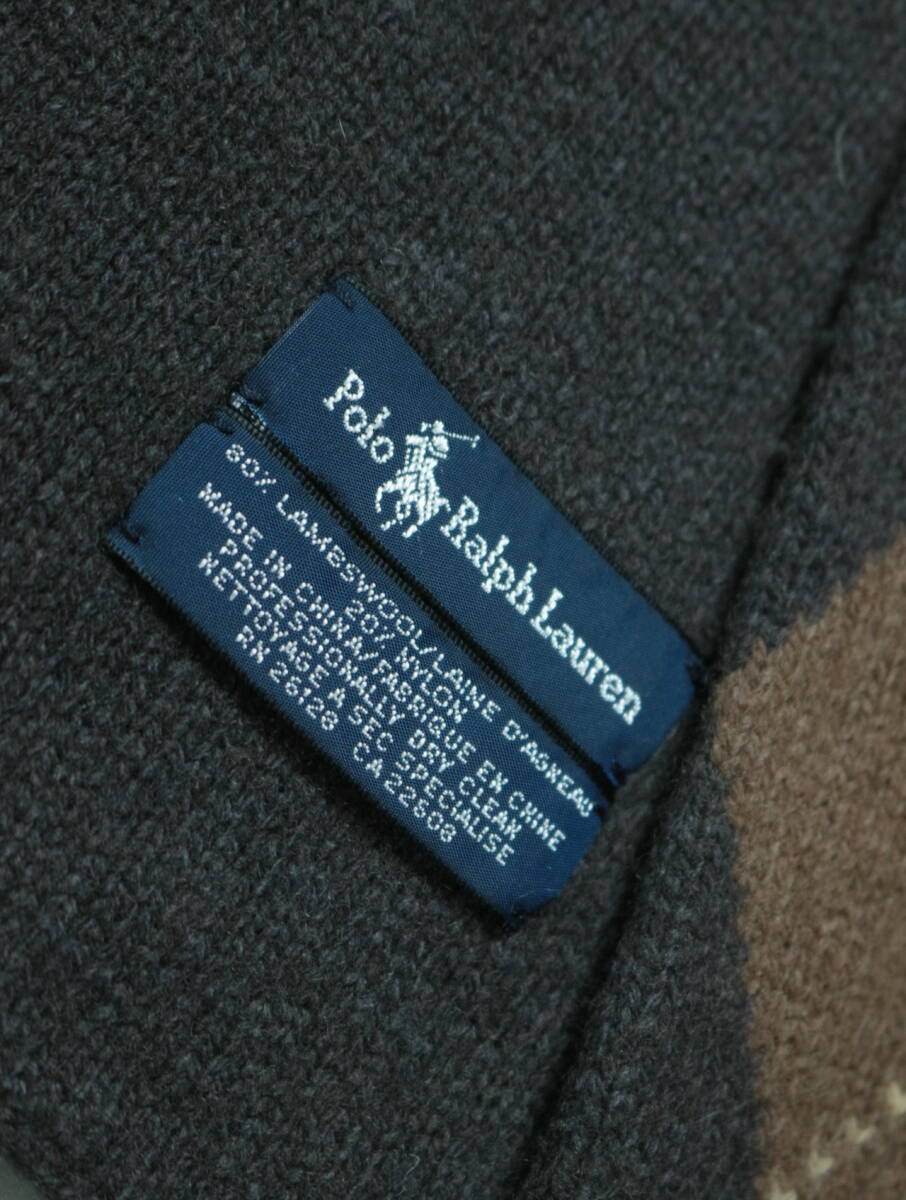 Polo Ralph Lauren
80% LAMBSWOOL/LAINE D'AGNEAU
20% NYLON
MADE IN CHINA/FABRIQUE EN CHINE
PROFESSIONALLY DRY CLEAN
NETTOYAGE A SEC SPECIALISE
RN 26128 CA 22608